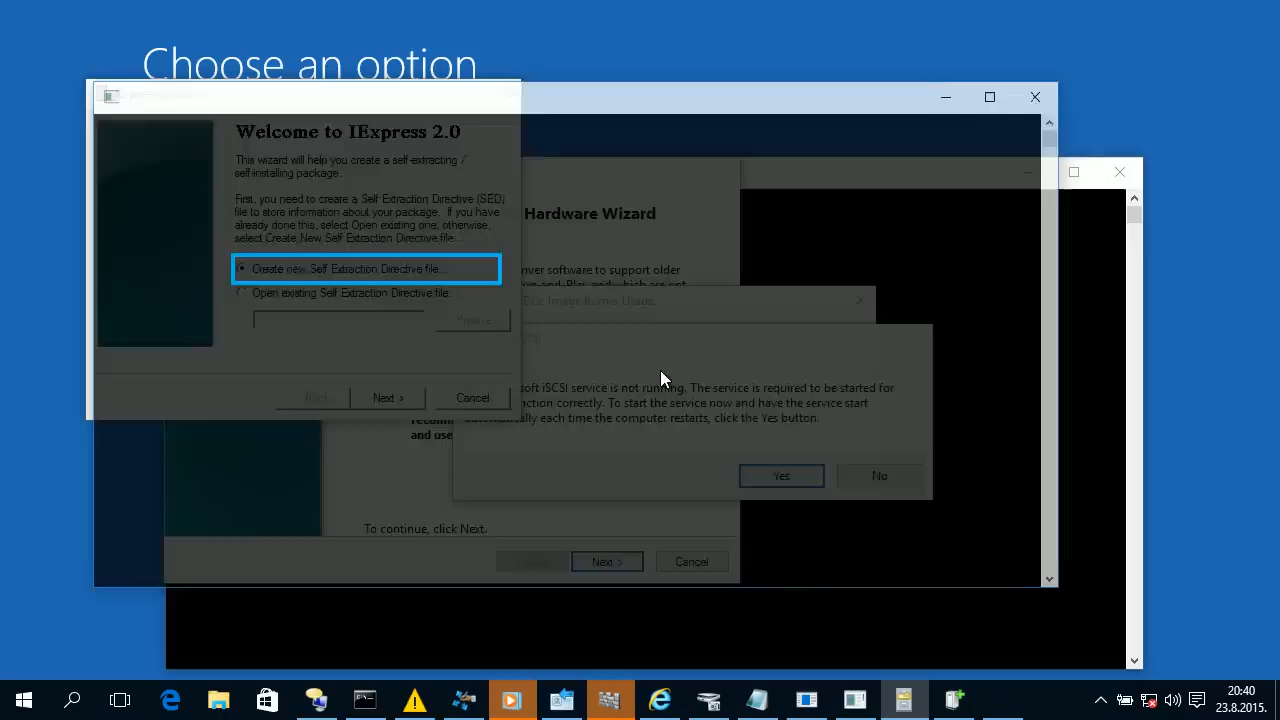 Choose an option
Welcome to IExpress 2.0
This wizard will help you create a self-extracting /
self-installing package.
First, you need to create a Self Extraction Directive (SED)
file to store information about your package. If you have
already done this, select Open existing one, otherwise,
select Create New Self Extraction Directive file.
Create new Self Extraction Directive file.
Open existing Self Extraction Directive file:
Browse
Back
Next >
Cancel
Hardware Wizard
ver software to support older
Disc Image Burner Usage
soft iSCSI service is not running. The service is required to be started for
nction correctly. To start the service now and have the service start
automatically each time the computer restarts, click the Yes button.
Yes
No
and use
To continue, click Next.
Next >
Cancel
20:40
23.8.2015.